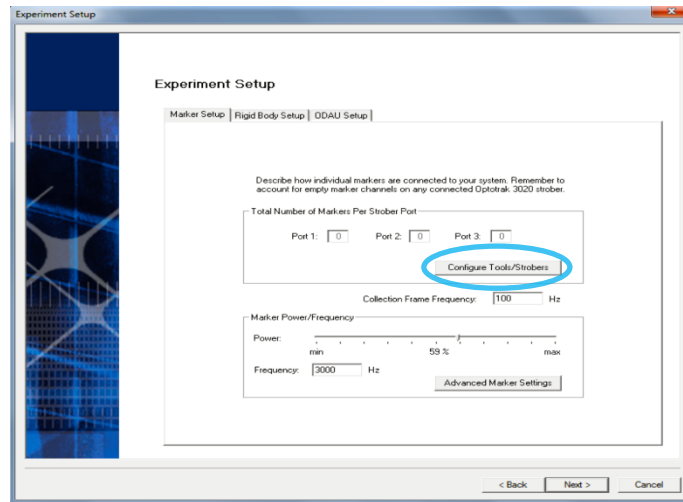 Experiment Setup
Experiment Setup
Marker Setup Rigid Body Setup ODAU Setup
Describe how individual markers are connected to your system. Remember to
account for empty marker channels on any connected Optotrak 3020 strober.
Total Number of Markers Per Strober Port
Port 1: 0 Port 2: 0 Port 3: 0
Configure Tools/Strobers
Collection Frame Frequency: 100 Hz
Marker Power/Frequency
Power:
min 59 % max
Frequency: 3000 Hz
Advanced Marker Settings
< Back Next > Cancel